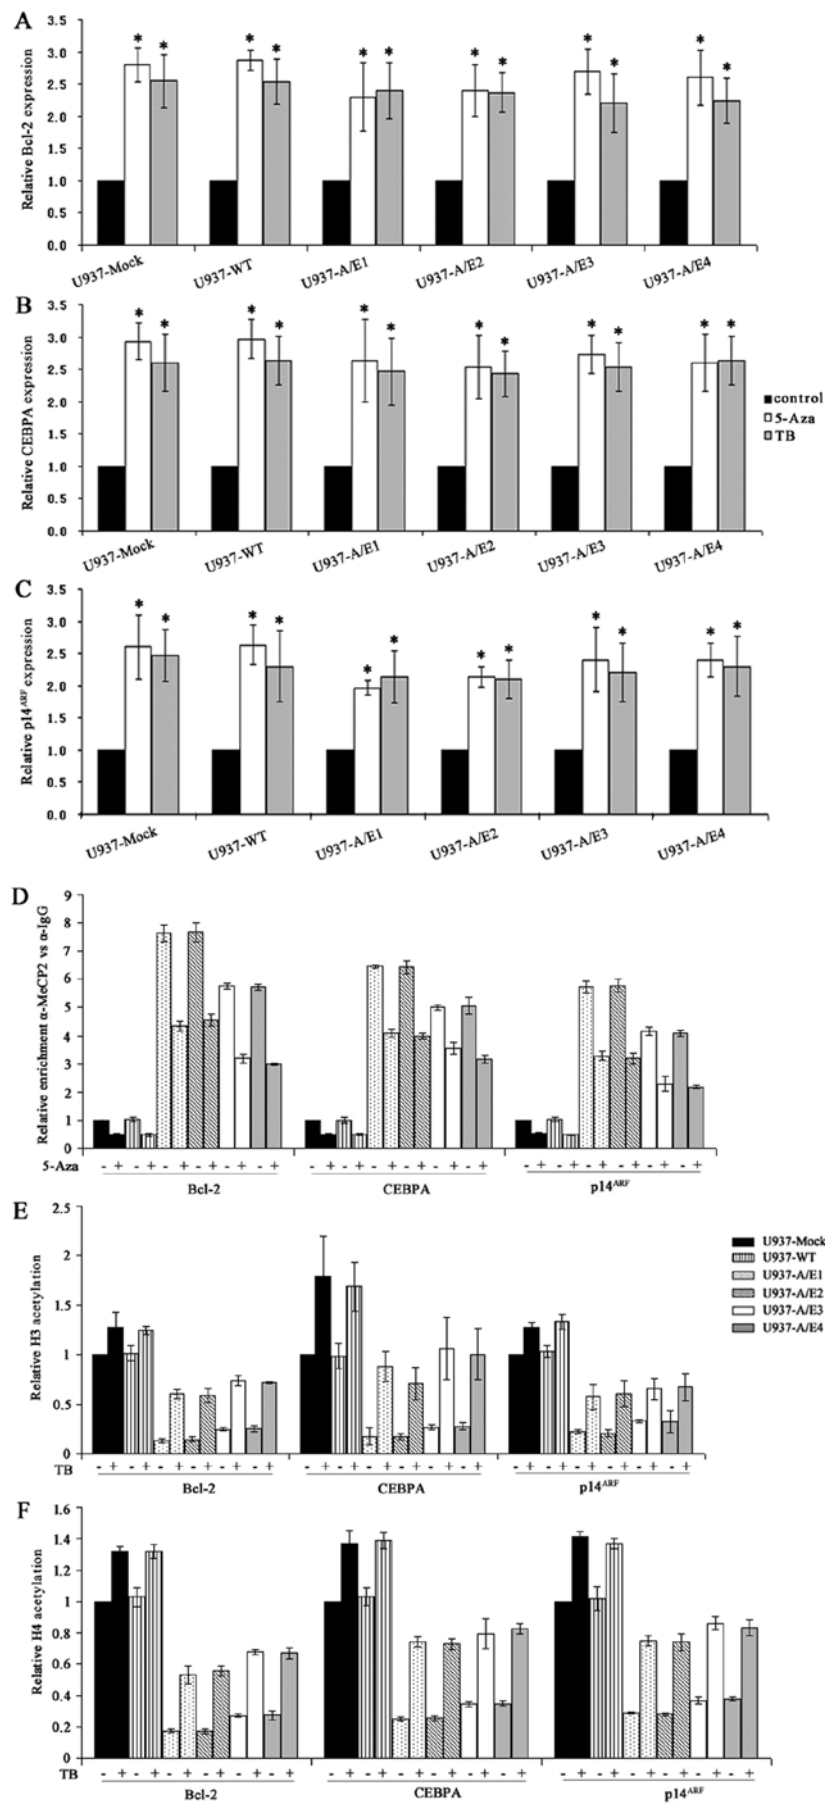 A
3.5
3.0
2.5
2.0
1.5
1.0
0.5
0.0
Relative Bcl-2 expression
* * * * * * * * * * * *
U937-Mock U937-WT U937-A/E1 U937-A/E2 U937-A/E3 U937-A/E4
B
3.5
3.0
2.5
2.0
1.5
1.0
0.5
0.0
Relative CEBPA expression
* * * * * * * * * * * *
U937-Mock U937-WT U937-A/E1 U937-A/E2 U937-A/E3 U937-A/E4
control
5-Aza
TB
C
3.5
3.0
2.5
2.0
1.5
1.0
0.5
0.0
Relative p14ARF expression
* * * * * * * * * * * *
U937-Mock U937-WT U937-A/E1 U937-A/E2 U937-A/E3 U937-A/E4
D
9
8
7
6
5
4
3
2
1
0
Relative enrichment α-MeCP2 vs α-IgG
5-Aza - + - + - + - + - + - + - + - + - + - + - + - + - + - + - + - + - + - +
Bcl-2 CEBPA p14ARF
E
2.5
2
1.5
1
0.5
0
Relative H3 acetylation
U937-Mock
U937-WT
U937-A/E1
U937-A/E2
U937-A/E3
U937-A/E4
TB - + - + - + - + - + - + - + - + - + - + - + - + - + - + - + - + - + - +
Bcl-2 CEBPA p14ARF
F
1.6
1.4
1.2
1
0.8
0.6
0.4
0.2
0
Relative H4 acetylation
TB - + - + - + - + - + - + - + - + - + - + - + - + - + - + - + - + - + - +
Bcl-2 CEBPA p14ARF